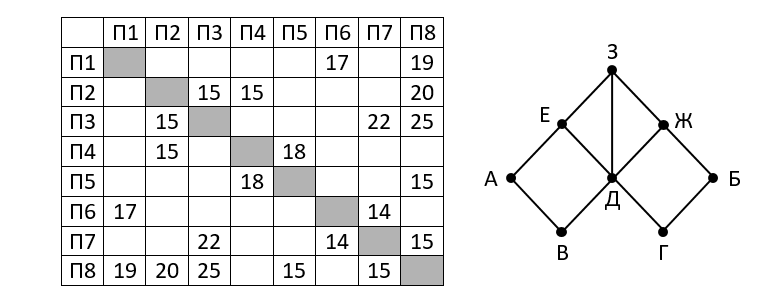 П1 П2 П3 П4 П5 П6 П7 П8
П1 17 19
П2 15 15 20
П3 15 22 25
П4 15 18
П5 18 15
П6 17 14
П7 22 14 15
П8 19 20 25 15 15
З
Е Ж
А Д Б
В Г